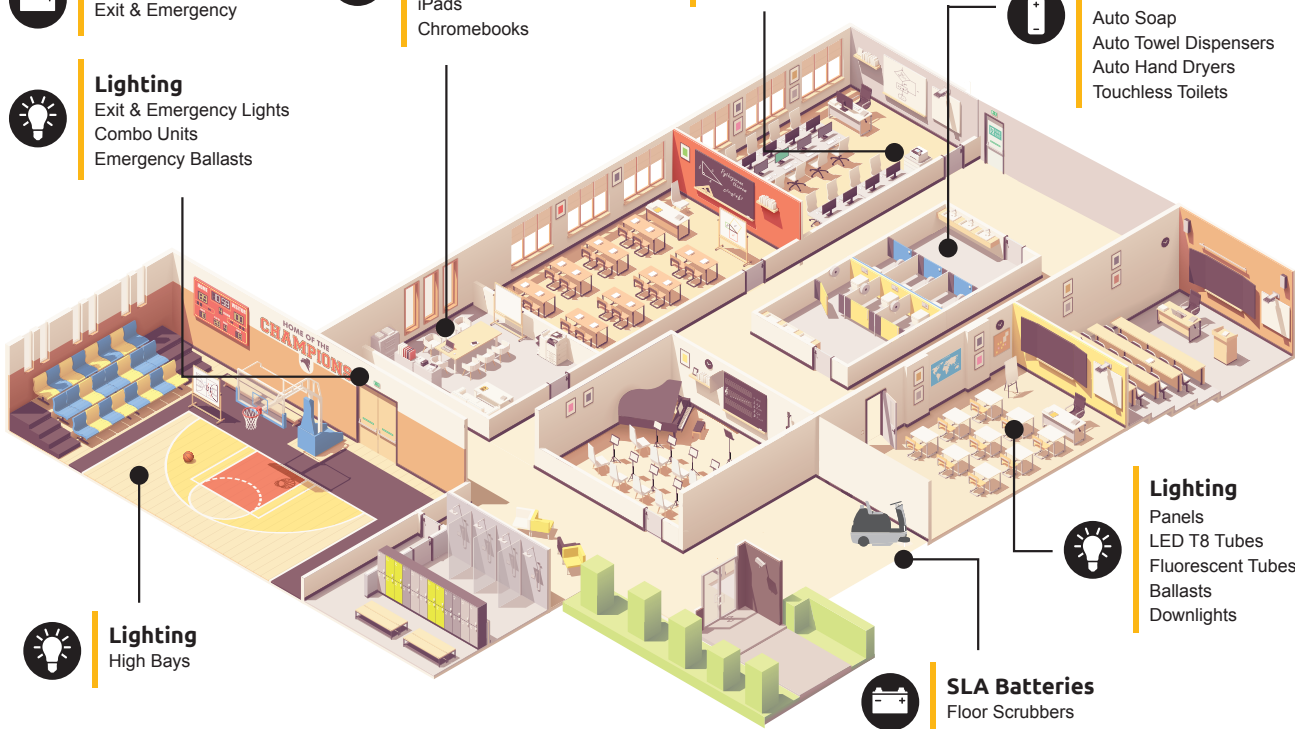 Exit & Emergency
iPads
Chromebooks
Auto Soap
Auto Towel Dispensers
Auto Hand Dryers
Touchless Toilets
Lighting
Exit & Emergency Lights
Combo Units
Emergency Ballasts
HOME OF THE
CHAMPIONS
Lighting
Panels
LED T8 Tubes
Fluorescent Tubes
Ballasts
Downlights
Lighting
High Bays
SLA Batteries
Floor Scrubbers